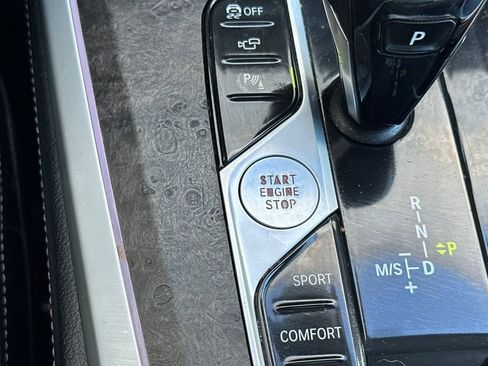 OFF
P
P
START
ENGINE
STOP
R
N
P
M/S D
+
SPORT
COMFORT